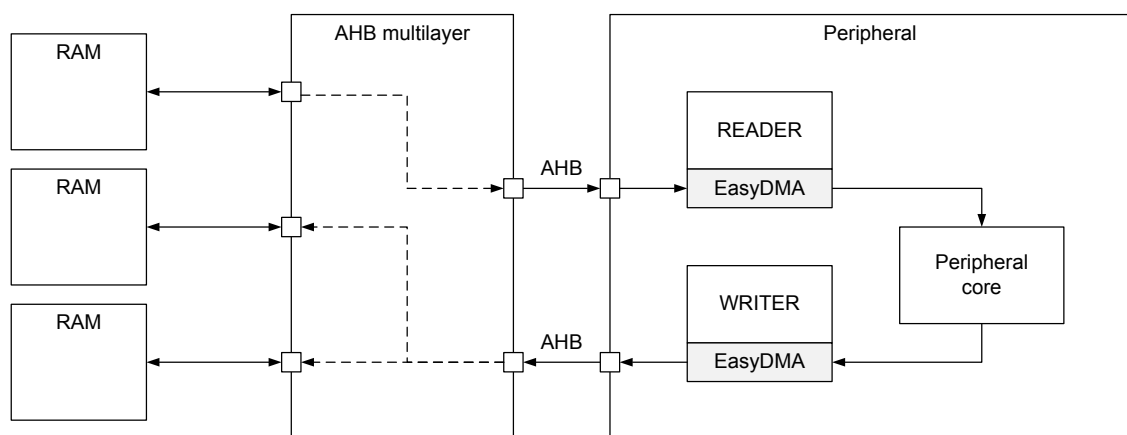 AHB multilayer
Peripheral
RAM
READER
AHB
EasyDMA
RAM
Peripheral
core
WRITER
RAM
AHB
EasyDMA